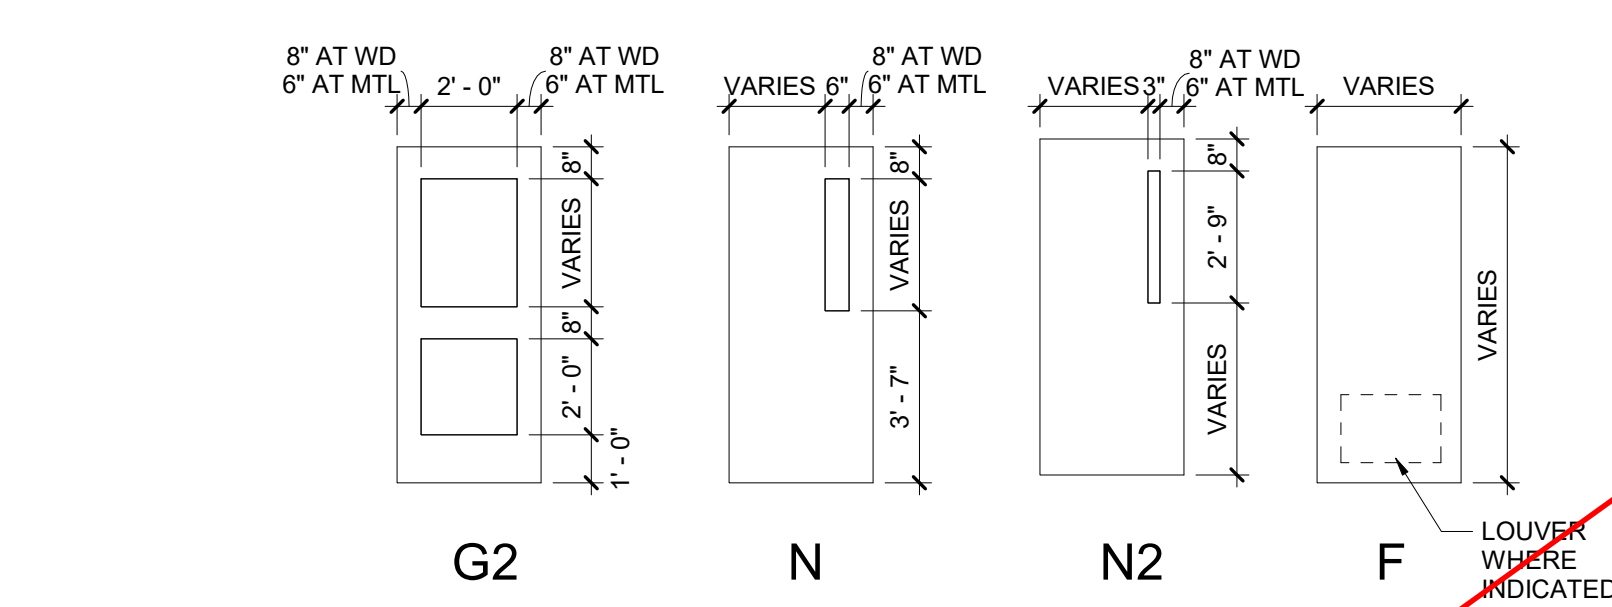 8" AT WD
6" AT MTL
2' - 0"
8" AT WD
6" AT MTL
8"
VARIES
8"
2' - 0"
1' - 0"
G2
VARIES 6"
8" AT WD
6" AT MTL
8"
VARIES
3' - 7"
N
VARIES 3"
8" AT WD
6" AT MTL
8"
2' - 9"
VARIES
N2
VARIES
VARIES
LOUVER
WHERE
INDICATED
F